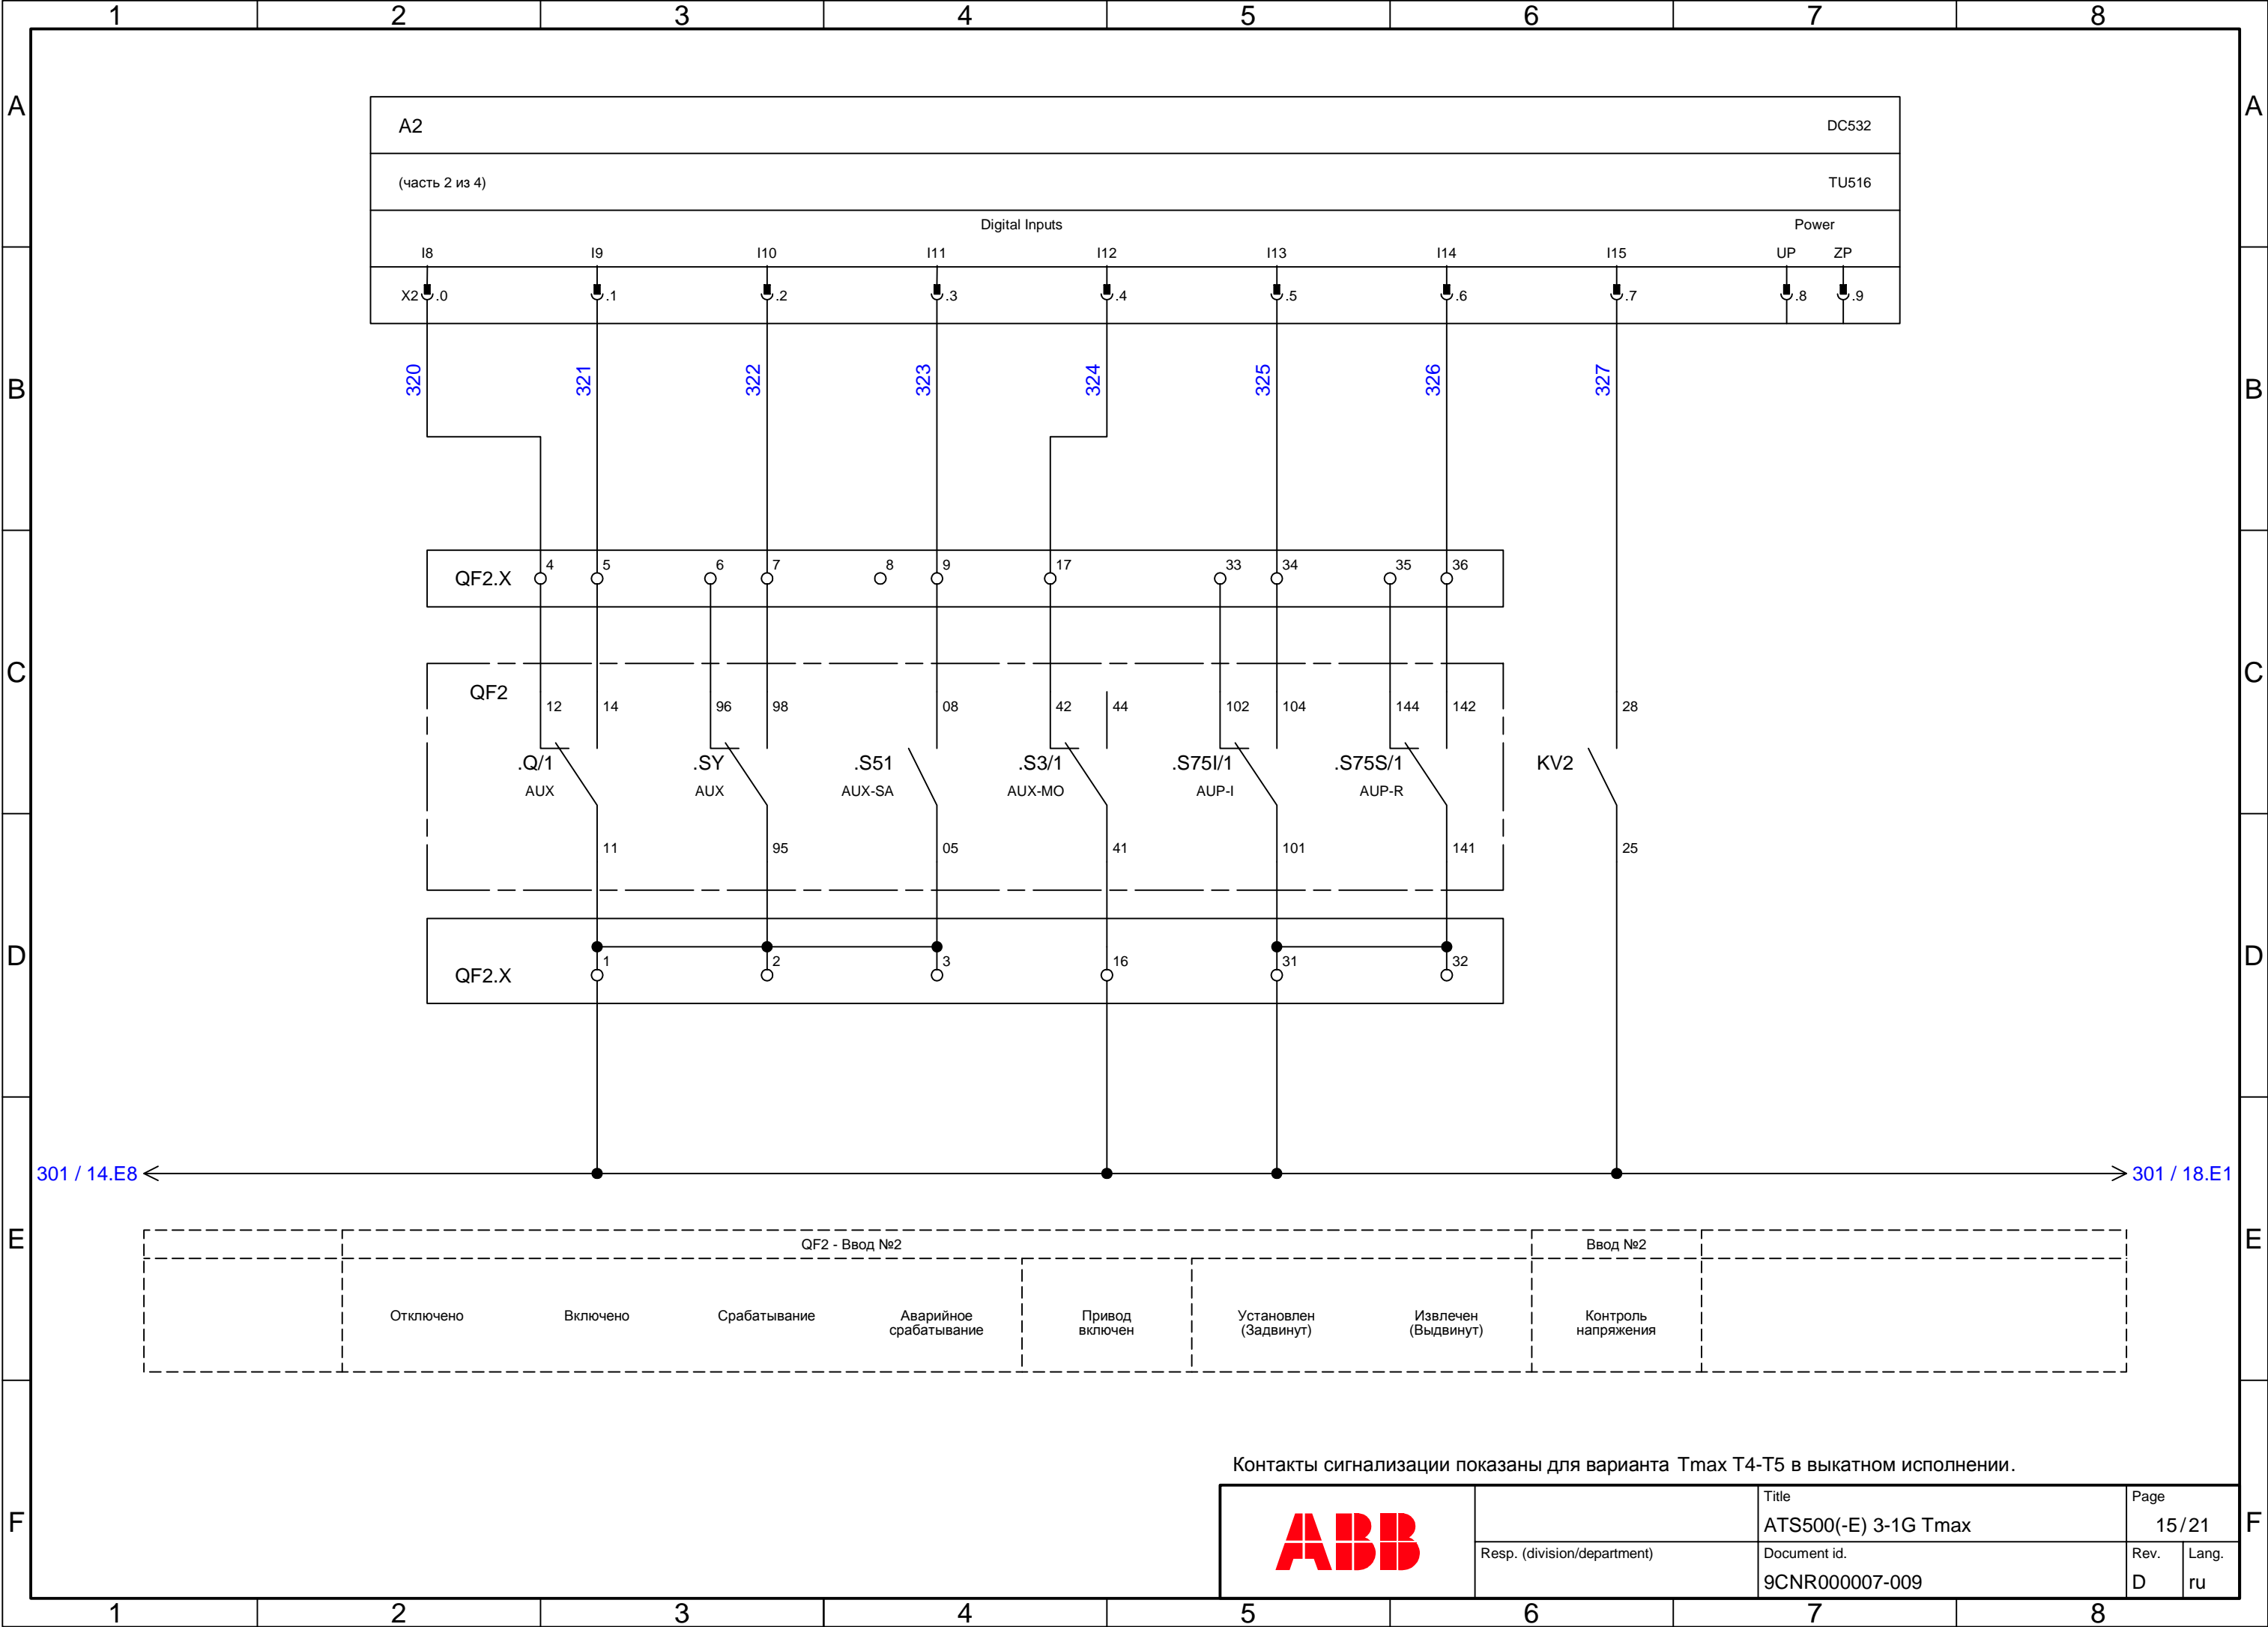 1 2 3 4 5 6 7 8
A A
A2 DC532
(часть 2 из 4) TU516
Digital Inputs Power
I8 I9 I10 I11 I12 I13 I14 I15 UP ZP
X2 .0 .1 .2 .3 .4 .5 .6 .7 .8 .9
B B
320 321 322 323 324 325 326 327
QF2.X 4 5 6 7 8 9 17 33 34 35 36
C C
QF2
12 14 96 98 08 42 44 102 104 144 142 28
.Q/1 .SY .S51 .S3/1 .S75I/1 .S75S/1 KV2
AUX AUX AUX-SA AUX-MO AUP-I AUP-R
11 95 05 41 101 141 25
D D
QF2.X 1 2 3 16 31 32
301 / 14.E8 301 / 18.E1
E E
QF2 - Ввод №2 Ввод №2
Отключено Включено Срабатывание Аварийное срабатывание Привод включен Установлен (Задвинут) Извлечен (Выдвинут) Контроль напряжения
Контакты сигнализации показаны для варианта Tmax T4-T5 в выкатном исполнении.
F F
ABB
Title
ATS500(-E) 3-1G Tmax
Page
15/21
Resp. (division/department)
Document id.
9CNR000007-009
Rev.
D
Lang.
ru
1 2 3 4 5 6 7 8